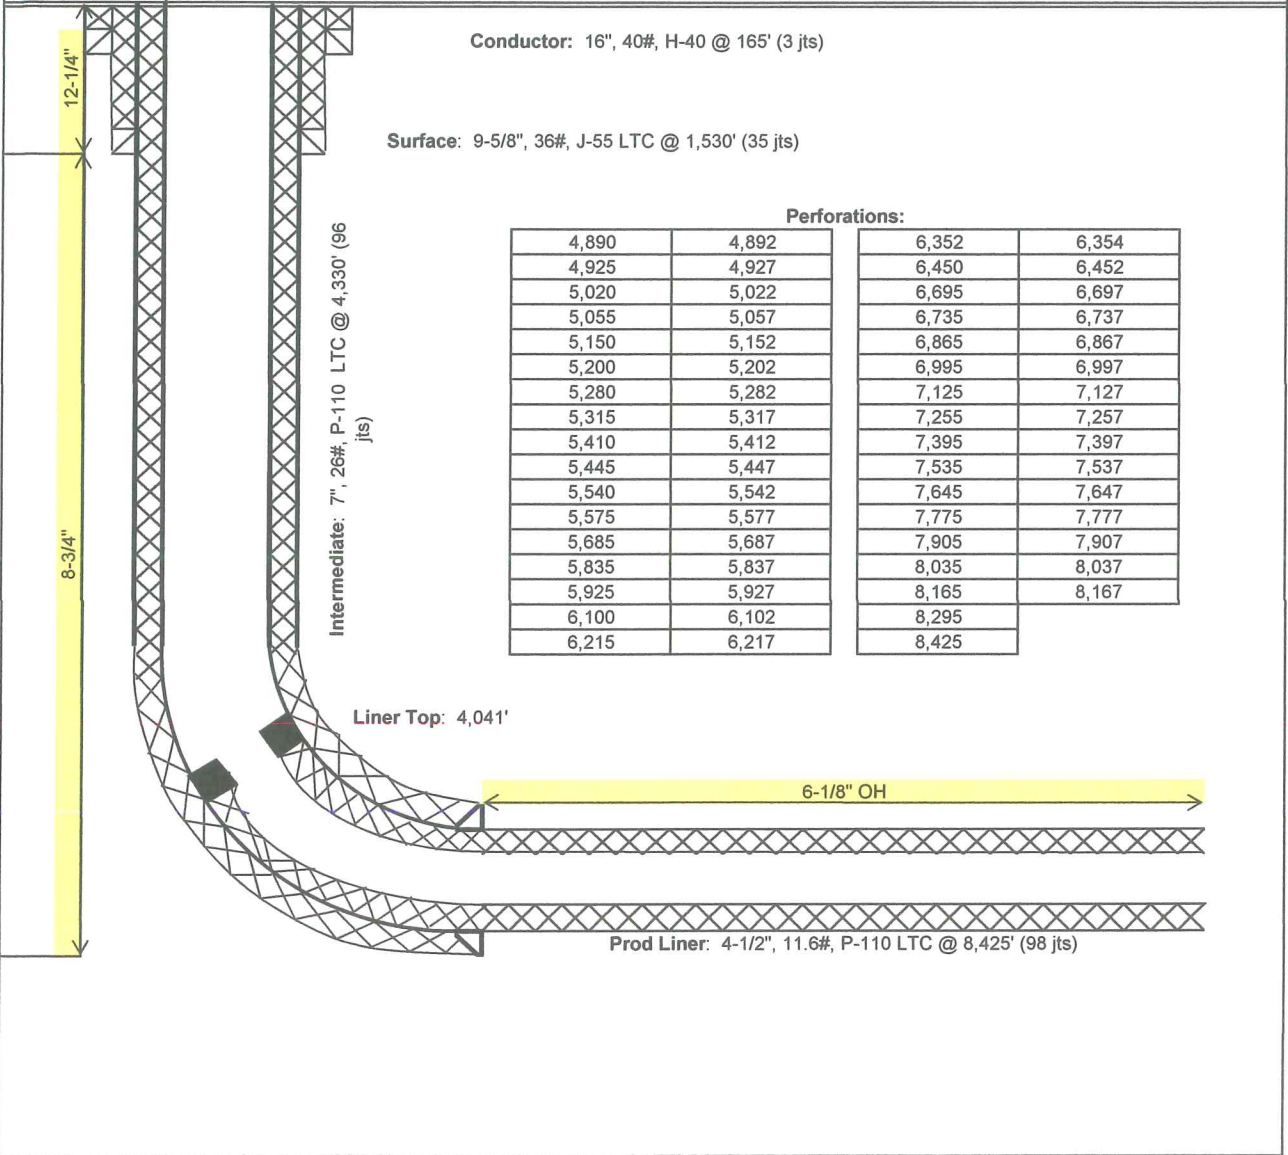 12-1/4"
Conductor: 16", 40#, H-40 @ 165' (3 jts)
Surface: 9-5/8", 36#, J-55 LTC @ 1,530' (35 jts)
Perforations:
4,890 4,892 6,352 6,354
4,925 4,927 6,450 6,452
5,020 5,022 6,695 6,697
5,055 5,057 6,735 6,737
5,150 5,152 6,865 6,867
5,200 5,202 6,995 6,997
5,280 5,282 7,125 7,127
5,315 5,317 7,255 7,257
5,410 5,412 7,395 7,397
5,445 5,447 7,535 7,537
5,540 5,542 7,645 7,647
5,575 5,577 7,775 7,777
5,685 5,687 7,905 7,907
5,835 5,837 8,035 8,037
5,925 5,927 8,165 8,167
6,100 6,102 8,295
6,215 6,217 8,425
Intermediate: 7", 26#, P-110 LTC @ 4,330' (96
jts)
8-3/4"
Liner Top: 4,041'
6-1/8" OH
Prod Liner: 4-1/2", 11.6#, P-110 LTC @ 8,425' (98 jts)